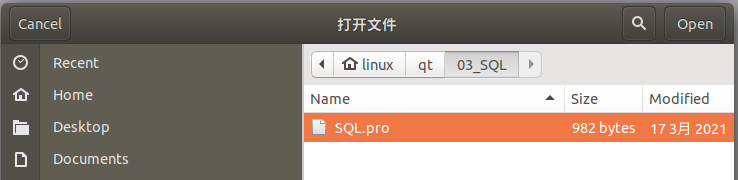 Cancel 打开文件 Open
Recent
Home
Desktop
Documents
linux qt 03_SQL
Name Size Modified
SQL.pro 982 bytes 17 3月 2021